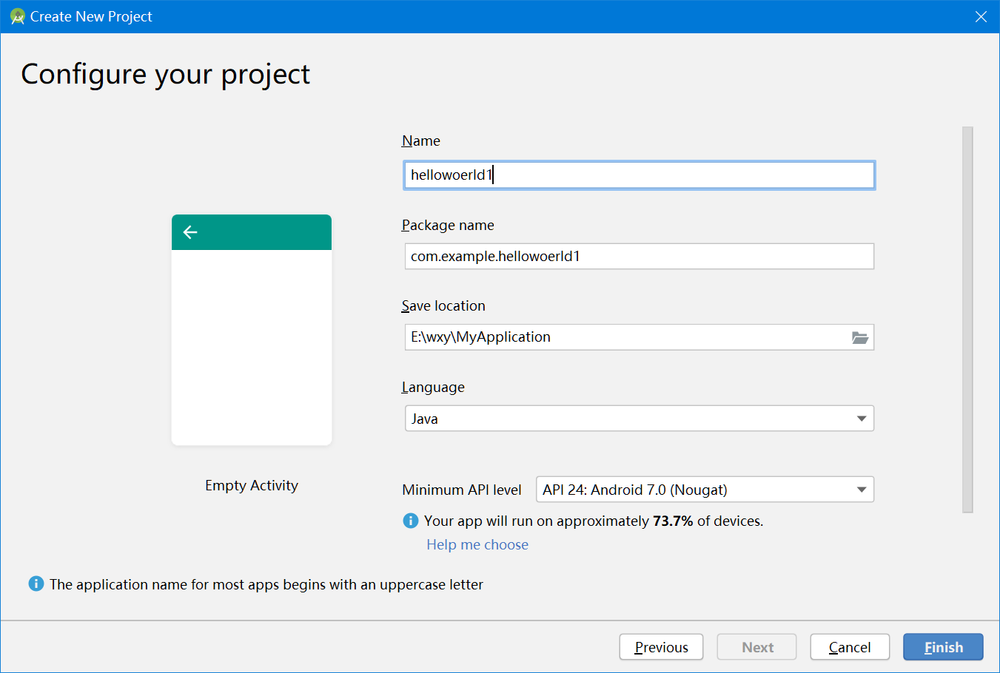 Create New Project
Configure your project
Name
hellowoerld1
Package name
com.example.hellowoerld1
Save location
E:\wxy\MyApplication
Language
Java
Empty Activity
Minimum API level API 24: Android 7.0 (Nougat)
Your app will run on approximately 73.7% of devices.
Help me choose
The application name for most apps begins with an uppercase letter
Previous Next Cancel Finish